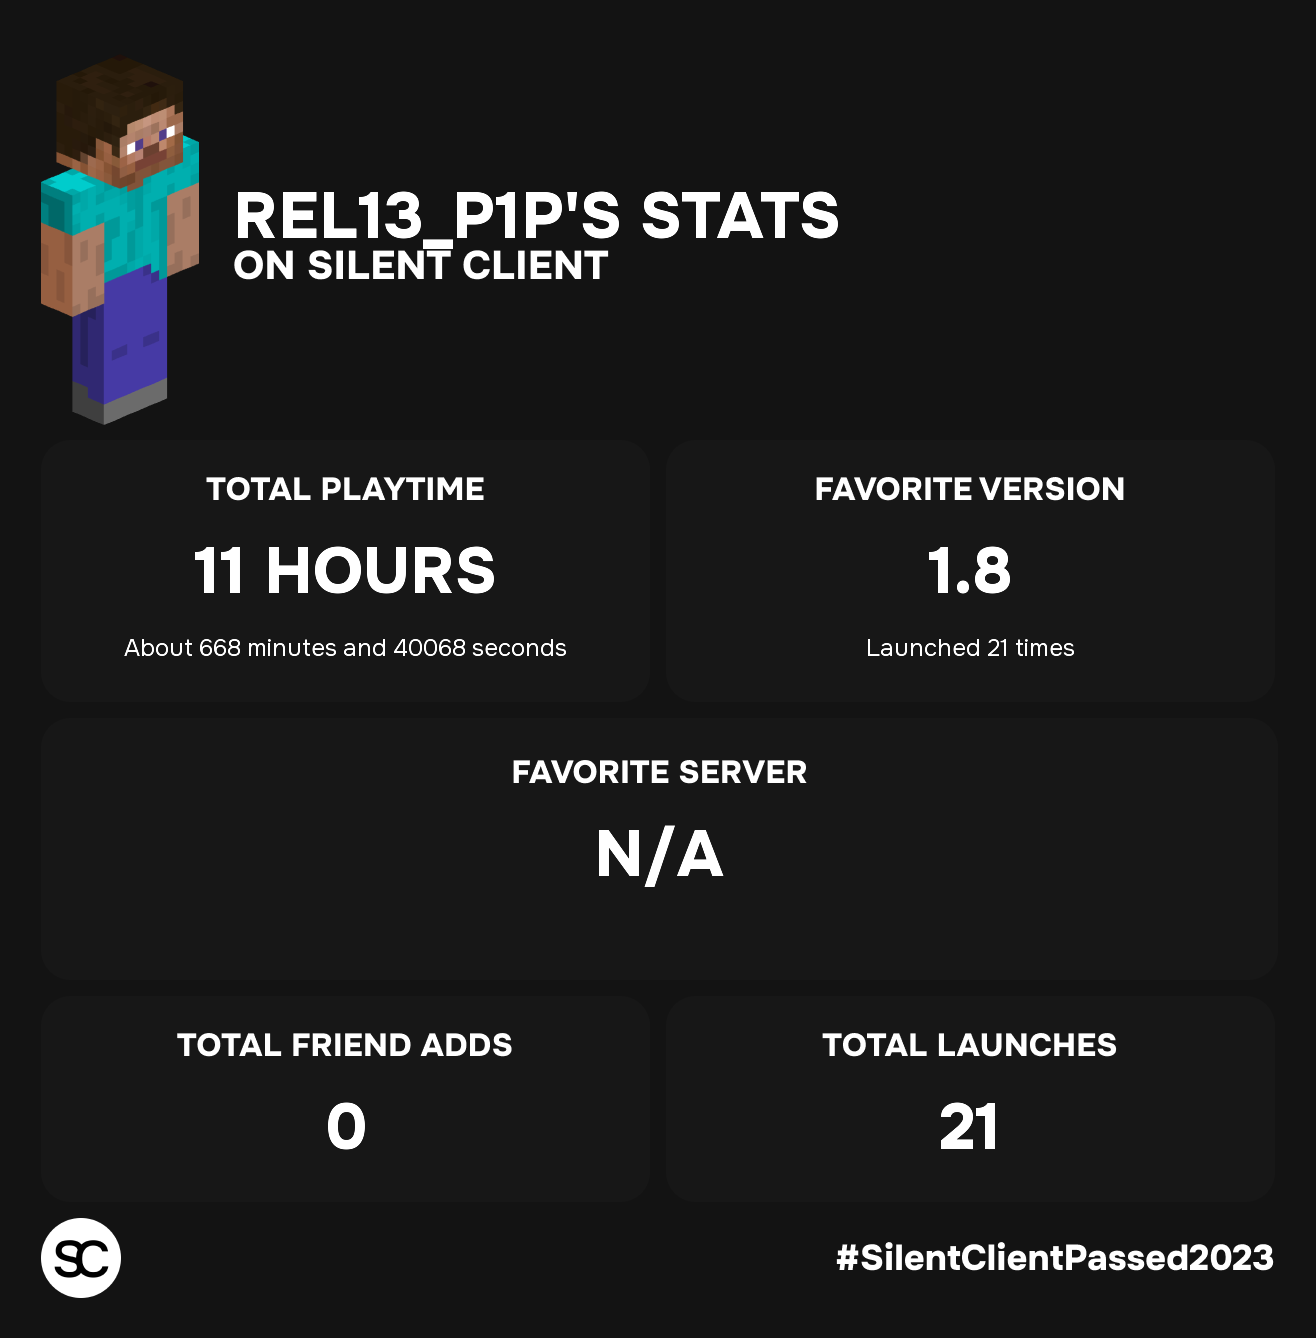 REL13_P1P'S STATS
ON SILENT CLIENT
TOTAL PLAYTIME
11 HOURS
About 668 minutes and 40068 seconds
FAVORITE VERSION
1.8
Launched 21 times
FAVORITE SERVER
N/A
TOTAL FRIEND ADDS
0
TOTAL LAUNCHES
21
SC
#SilentClientPassed2023